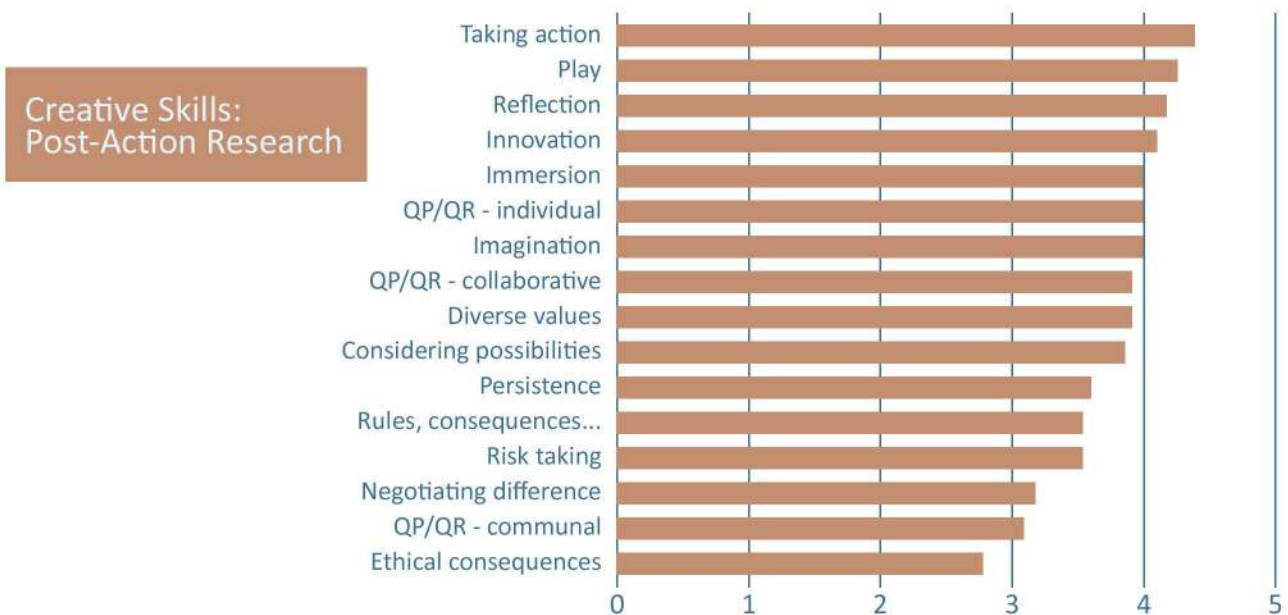 Creative Skills:
Post-Action Research
Taking action
Play
Reflection
Innovation
Immersion
QP/QR - individual
Imagination
QP/QR - collaborative
Diverse values
Considering possibilities
Persistence
Rules, consequences...
Risk taking
Negotiating difference
QP/QR - communal
Ethical consequences
0 1 2 3 4 5